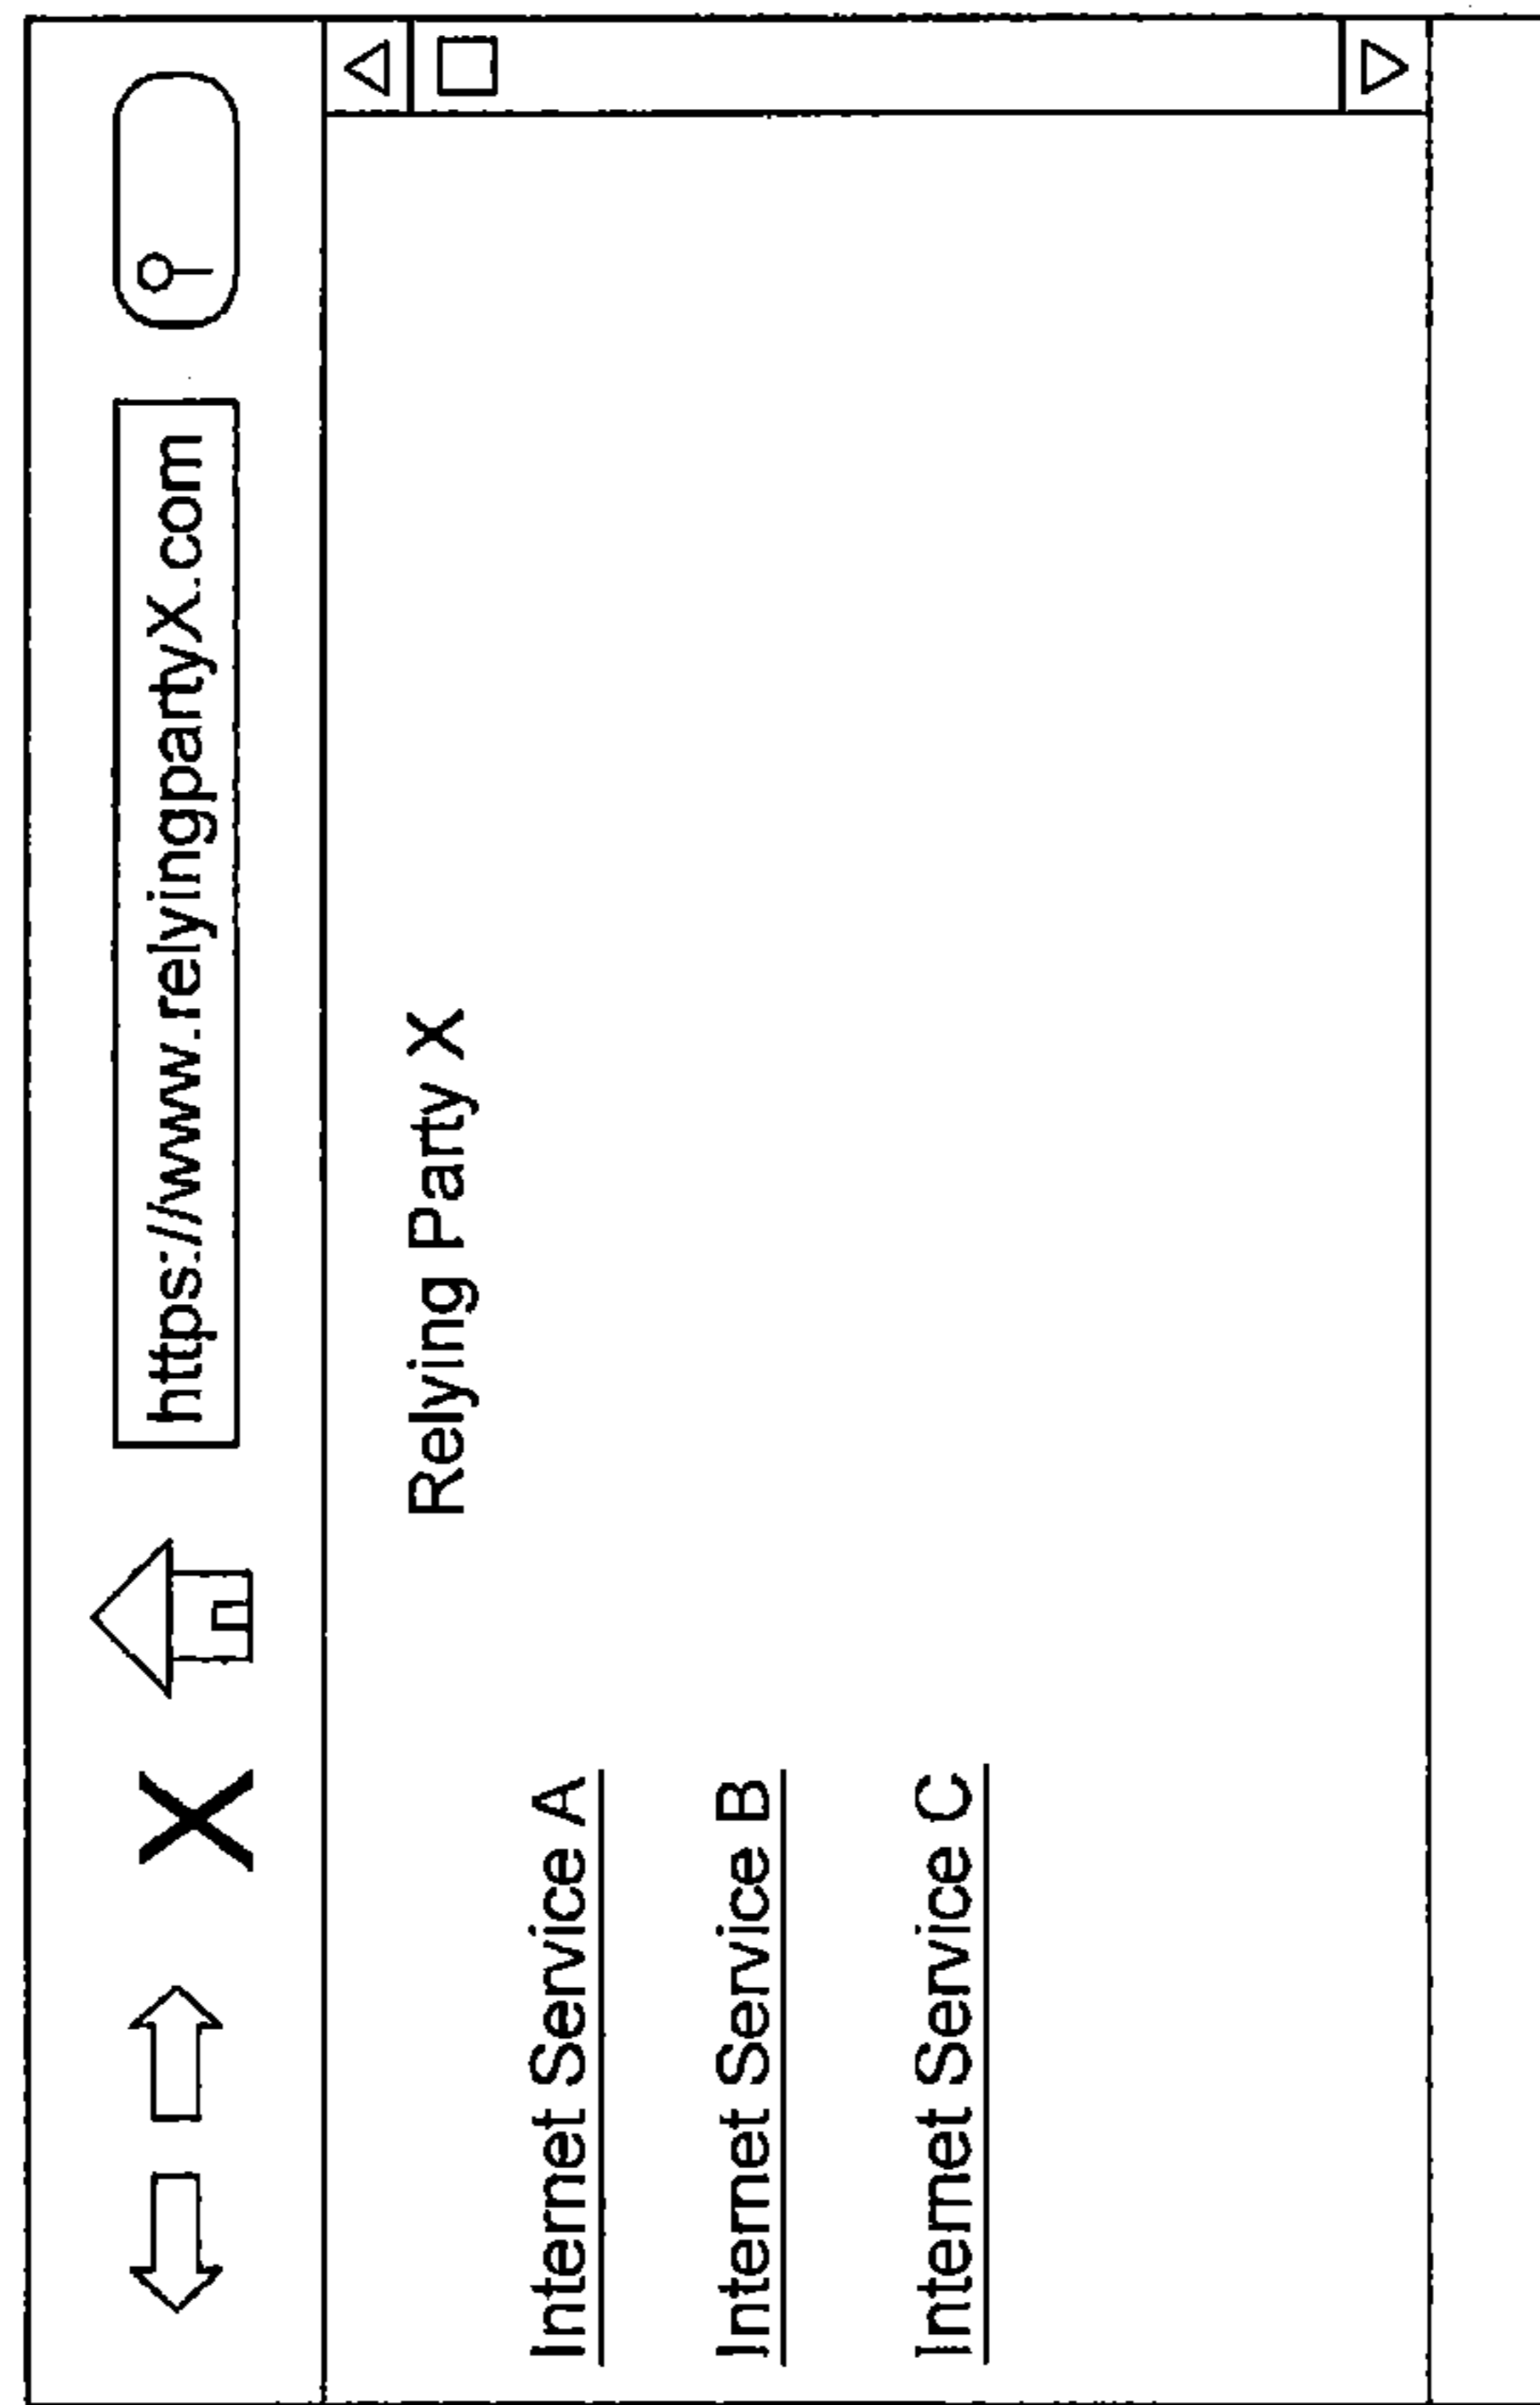 https://www.relyingpartyX.com
Relying Party X
Internet Service A
Internet Service B
Internet Service C